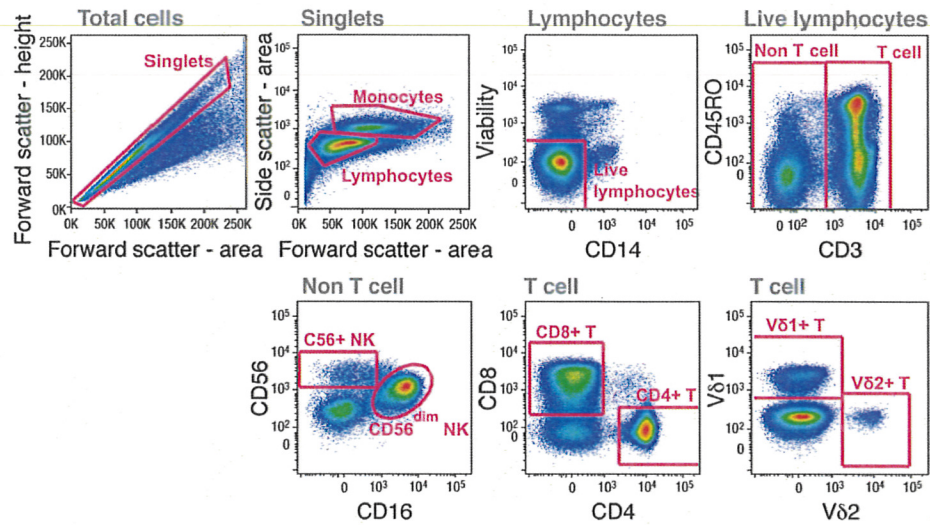 Total cells
Singlets
Lymphocytes
Live lymphocytes
Forward scatter - height
250K
200K
150K
100K
50K
0K
Singlets
0K 50K 100K 150K 200K 250K
Forward scatter - area
Side scatter - area
10⁵
10⁴
10³
10²
0
Monocytes
Lymphocytes
0K 50K 100K 150K 200K 250K
Forward scatter - area
Viability
10⁵
10⁴
10³
10²
0
Live
lymphocytes
0 10³ 10⁴ 10⁵
CD14
CD45RO
10⁵
10⁴
10³
10²
0
Non T cell
T cell
0 10² 10³ 10⁴ 10⁵
CD3
Non T cell
T cell
T cell
CD56
10⁵
10⁴
10³
10²
0
C56+ NK
CD56dim NK
0 10³ 10⁴ 10⁵
CD16
CD8
10⁵
10⁴
10³
10²
0
CD8+ T
CD4+ T
0 10³ 10⁴ 10⁵
CD4
Vδ1
10⁵
10⁴
10³
10²
0
Vδ1+ T
Vδ2+ T
0 10³ 10⁴ 10⁵
Vδ2